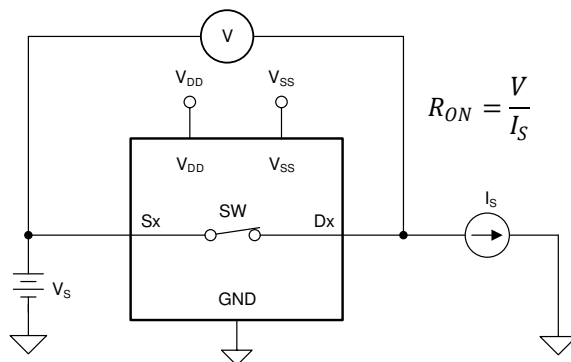 V
V_DD
V_SS
R_ON = V / I_S
V_DD
V_SS
I_S
Sx
SW
Dx
V_S
GND